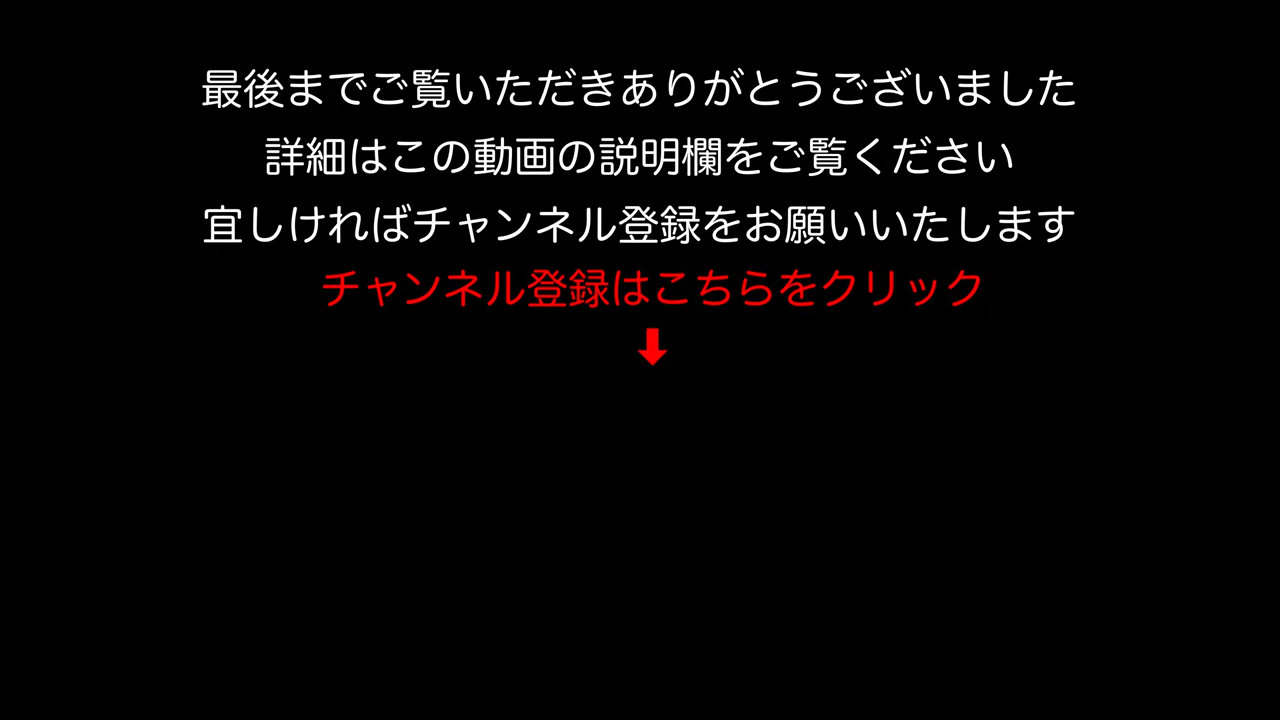 最後までご覧いただきありがとうございました
詳細はこの動画の説明欄をご覧ください
宜しければチャンネル登録をお願いいたします
チャンネル登録はこちらをクリック